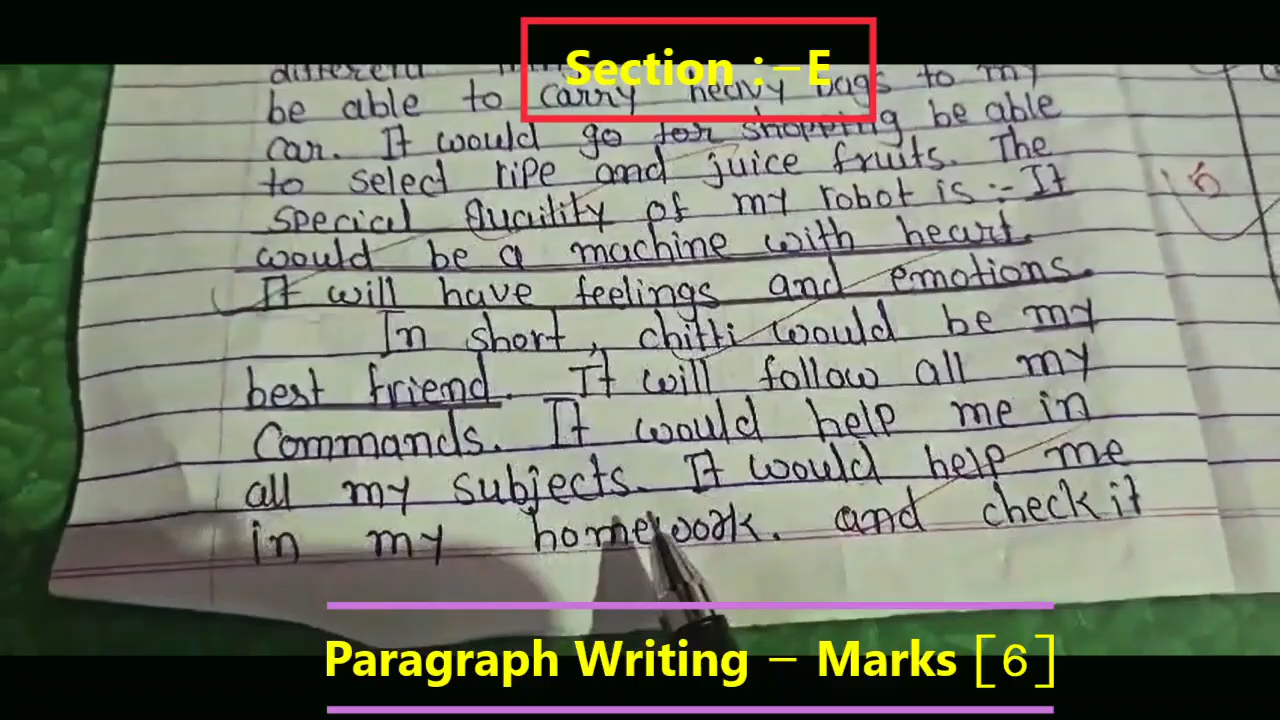 Section :-E
different
be able to carry heavy bags to my
car. It would go for shopping be able
to select ripe and juice fruits. The
special Quaility of my robot is :- It
would be a machine with heart.
It will have feelings and emotions.
In short, chitti would be my
best friend. It will follow all my
Commands. It would help me in
all my subjects. It would help me
in my homework. and check it
5
Paragraph Writing - Marks [6]